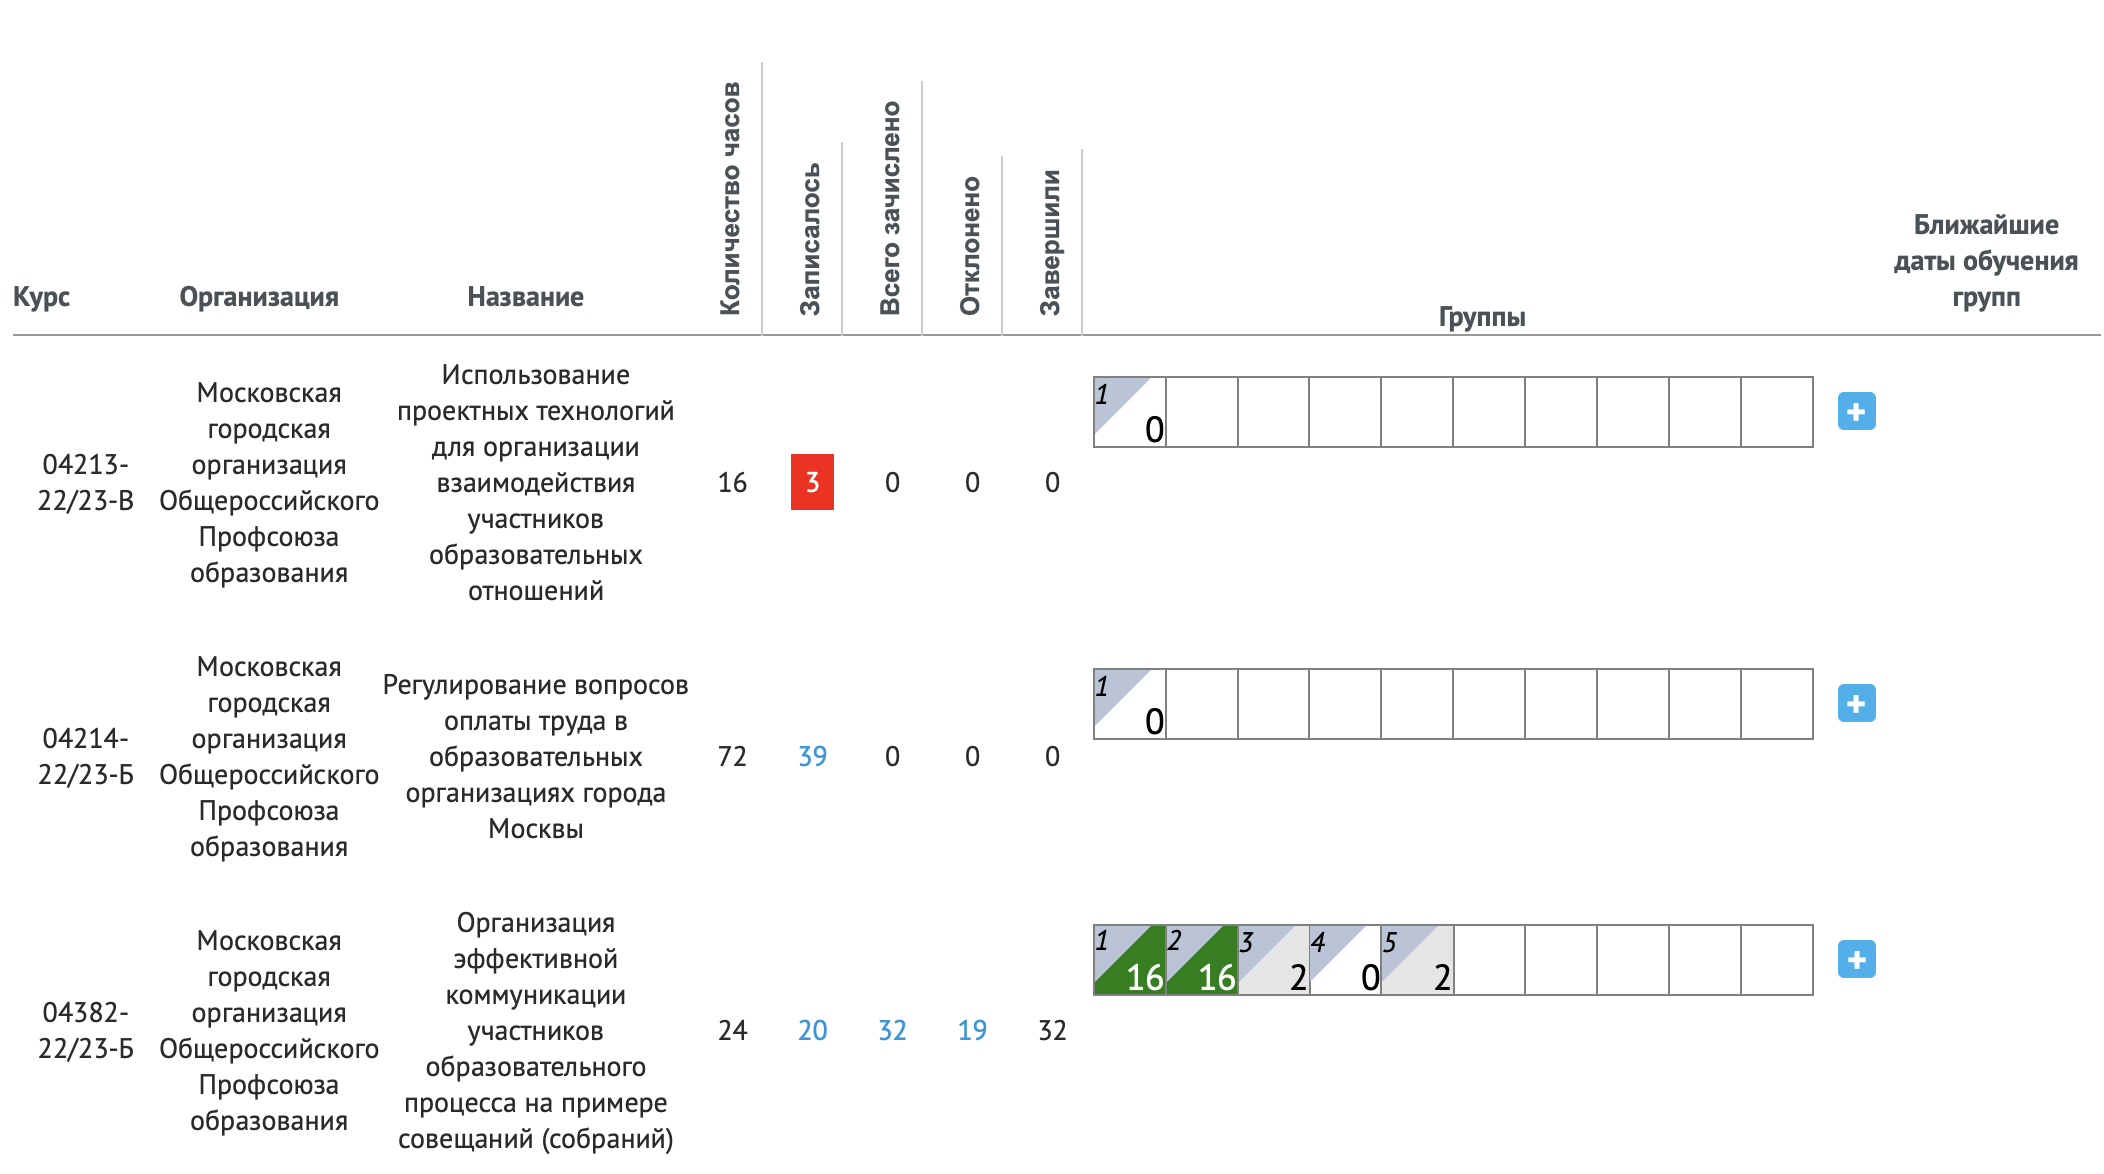 Курс
Организация
Название
Количество часов
Записалось
Всего зачислено
Отклонено
Завершили
Группы
Ближайшие
даты обучения
групп
04213-
22/23-В
Московская
городская
организация
Общероссийского
Профсоюза
образования
Использование
проектных технологий
для организации
взаимодействия
участников
образовательных
отношений
16
3
0
0
0
1
0
04214-
22/23-Б
Московская
городская
организация
Общероссийского
Профсоюза
образования
Регулирование вопросов
оплаты труда в
образовательных
организациях города
Москвы
72
39
0
0
0
1
0
04382-
22/23-Б
Московская
городская
организация
Общероссийского
Профсоюза
образования
Организация
эффективной
коммуникации
участников
образовательного
процесса на примере
совещаний (собраний)
24
20
32
19
32
1 2 3 4 5
16 16 2 0 2